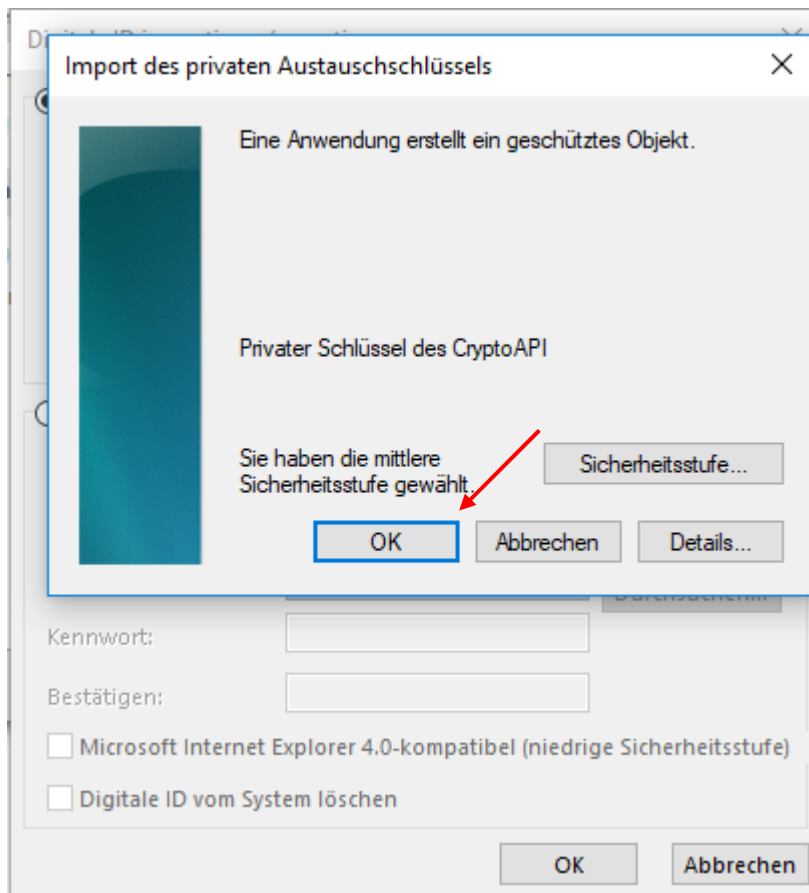 Import des privaten Austauschschlüssels
Eine Anwendung erstellt ein geschütztes Objekt.
Privater Schlüssel des CryptoAPI
Sie haben die mittlere
Sicherheitsstufe gewählt.
Sicherheitsstufe...
OK
Abbrechen
Details...
Kennwort:
Bestätigen:
Microsoft Internet Explorer 4.0-kompatibel (niedrige Sicherheitsstufe)
Digitale ID vom System löschen
OK
Abbrechen